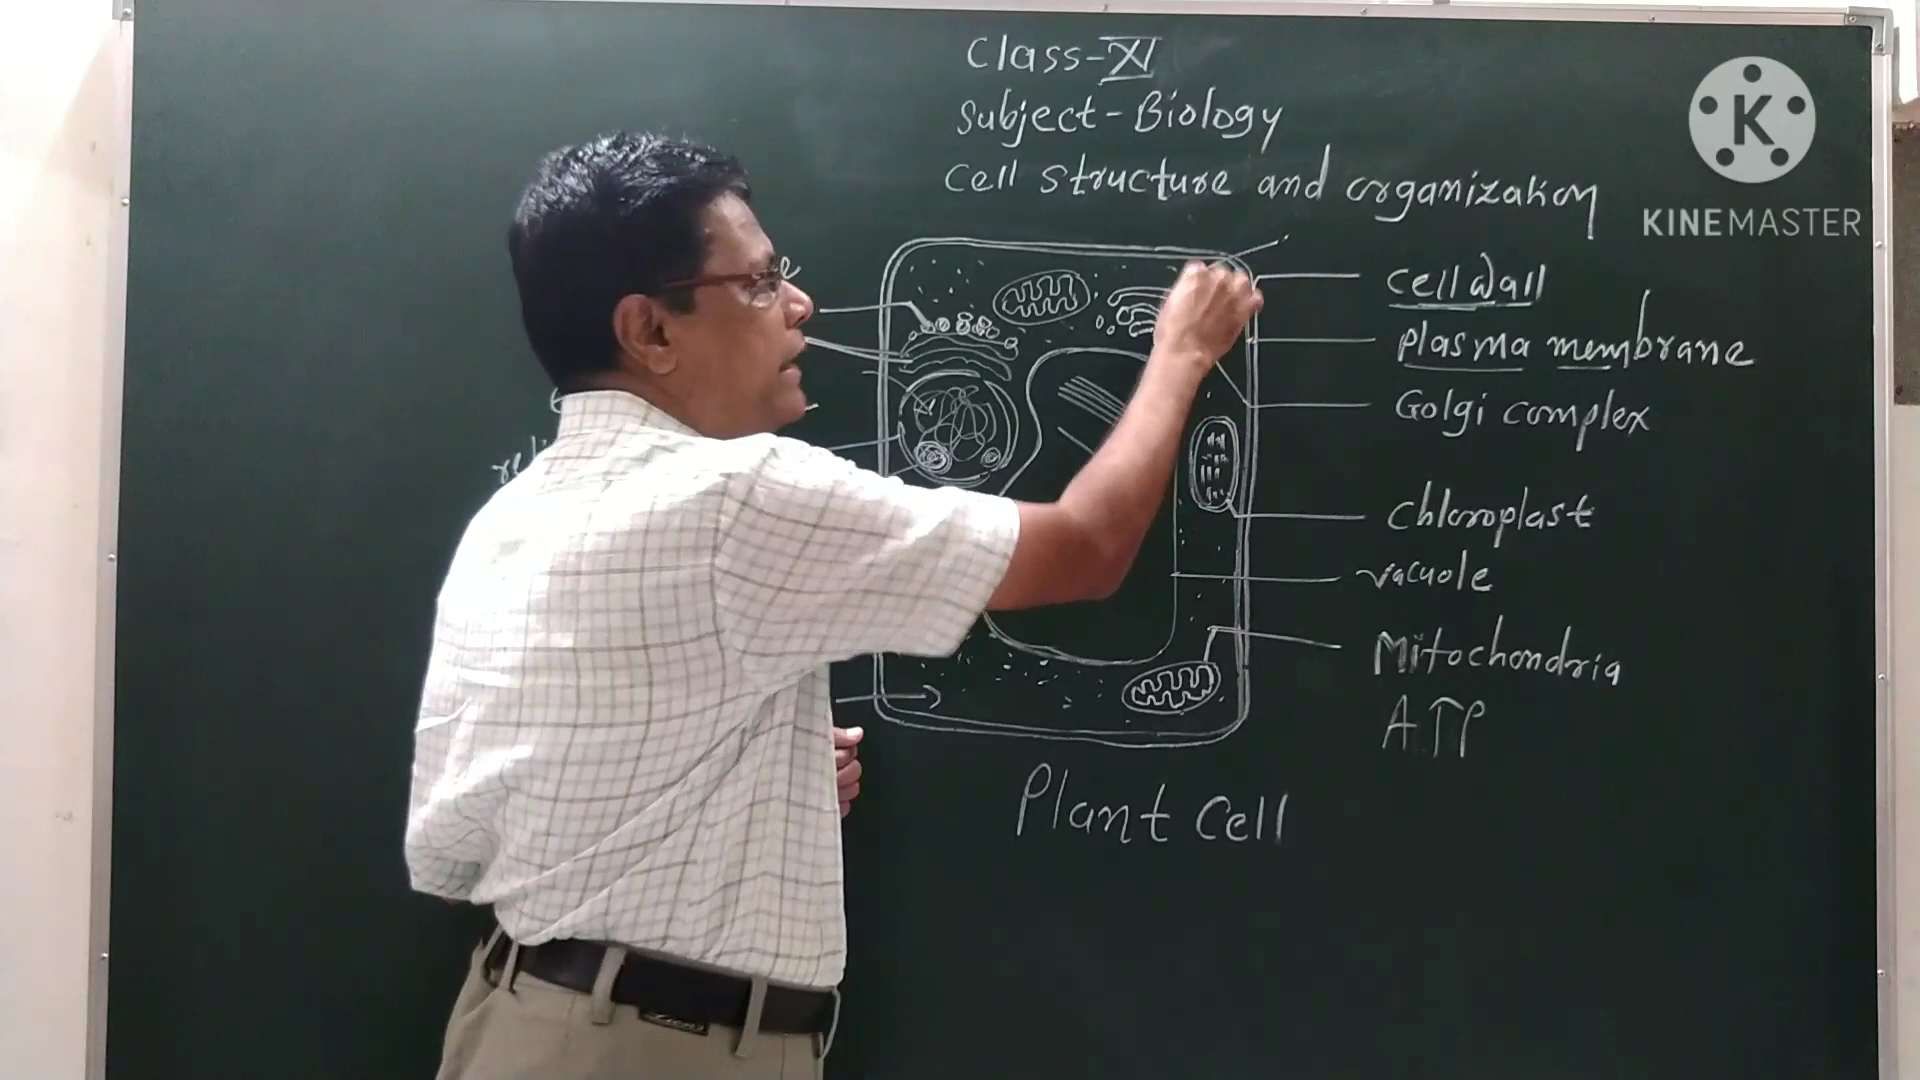 Class-XI
Subject-Biology
Cell structure and organization
K
KINEMASTER
Cell Wall
Plasma membrane
Golgi complex
Chloroplast
Vacuole
Mitochondria
ATP
Plant Cell